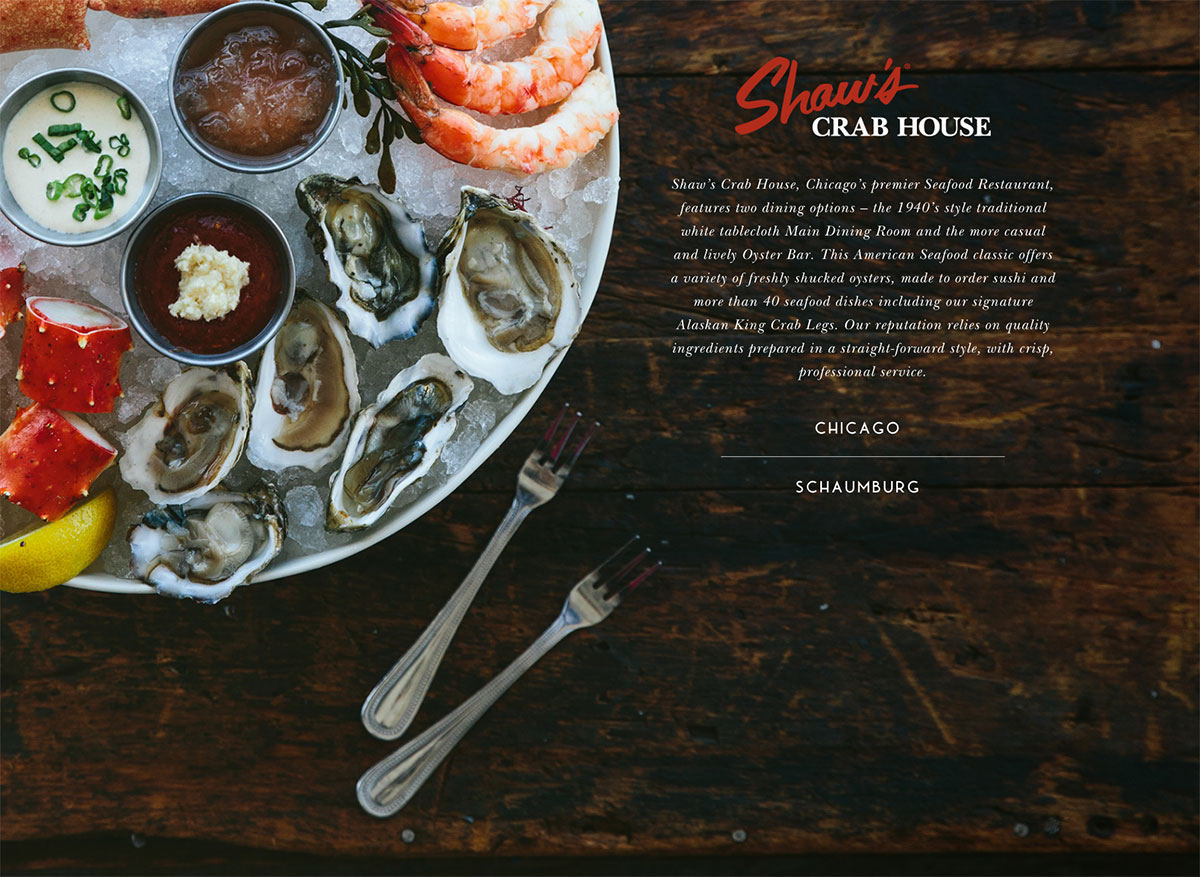 Shaw's®
CRAB HOUSE
Shaw's Crab House, Chicago's premier Seafood Restaurant,
features two dining options – the 1940's style traditional
white tablecloth Main Dining Room and the more casual
and lively Oyster Bar. This American Seafood classic offers
a variety of freshly shucked oysters, made to order sushi and
more than 40 seafood dishes including our signature
Alaskan King Crab Legs. Our reputation relies on quality
ingredients prepared in a straight-forward style, with crisp,
professional service.
CHICAGO
SCHAUMBURG